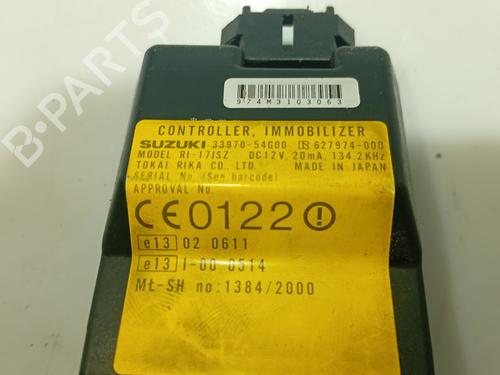 B-PARTS
974M3103063
CONTROLLER, IMMOBILIZER
SUZUKI 33970-54G00 R 627974-000
MODEL RI-17JSZ DC12V, 20mA, 134.2KHz
TOKAI RIKA CO., LTD. MADE IN JAPAN
SERIAL No. (See barcode)
APPROVAL No.
CE0122
e13 02 0611
e13 I-00 0514
MŁ-SH no: 1384/2000